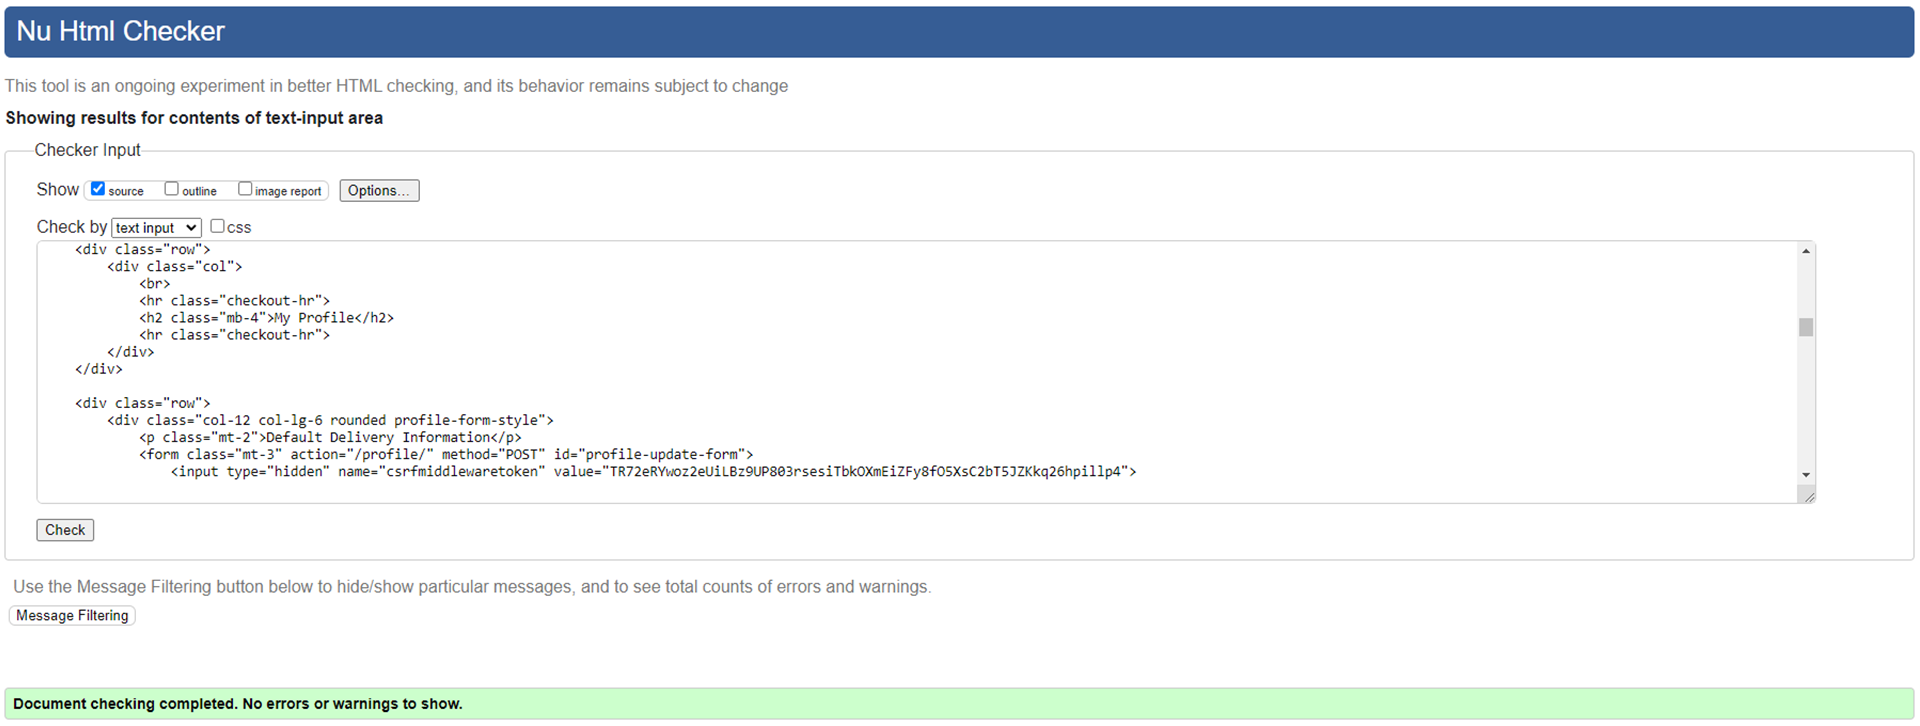 Nu Html Checker
This tool is an ongoing experiment in better HTML checking, and its behavior remains subject to change
Showing results for contents of text-input area
Checker Input
Show source outline image report Options...
Check by text input css
<div class="row">
<div class="col">
<br>
<hr class="checkout-hr">
<h2 class="mb-4">My Profile</h2>
<hr class="checkout-hr">
</div>
</div>
<div class="row">
<div class="col-12 col-lg-6 rounded profile-form-style">
<p class="mt-2">Default Delivery Information</p>
<form class="mt-3" action="/profile/" method="POST" id="profile-update-form">
<input type="hidden" name="csrfmiddlewaretoken" value="TR72eRYwoz2eUiLBz9UP803rsesiTbkOXmEiZFy8fO5XsC2bT5JZKkq26hpillp4">
Check
Use the Message Filtering button below to hide/show particular messages, and to see total counts of errors and warnings.
Message Filtering
Document checking completed. No errors or warnings to show.